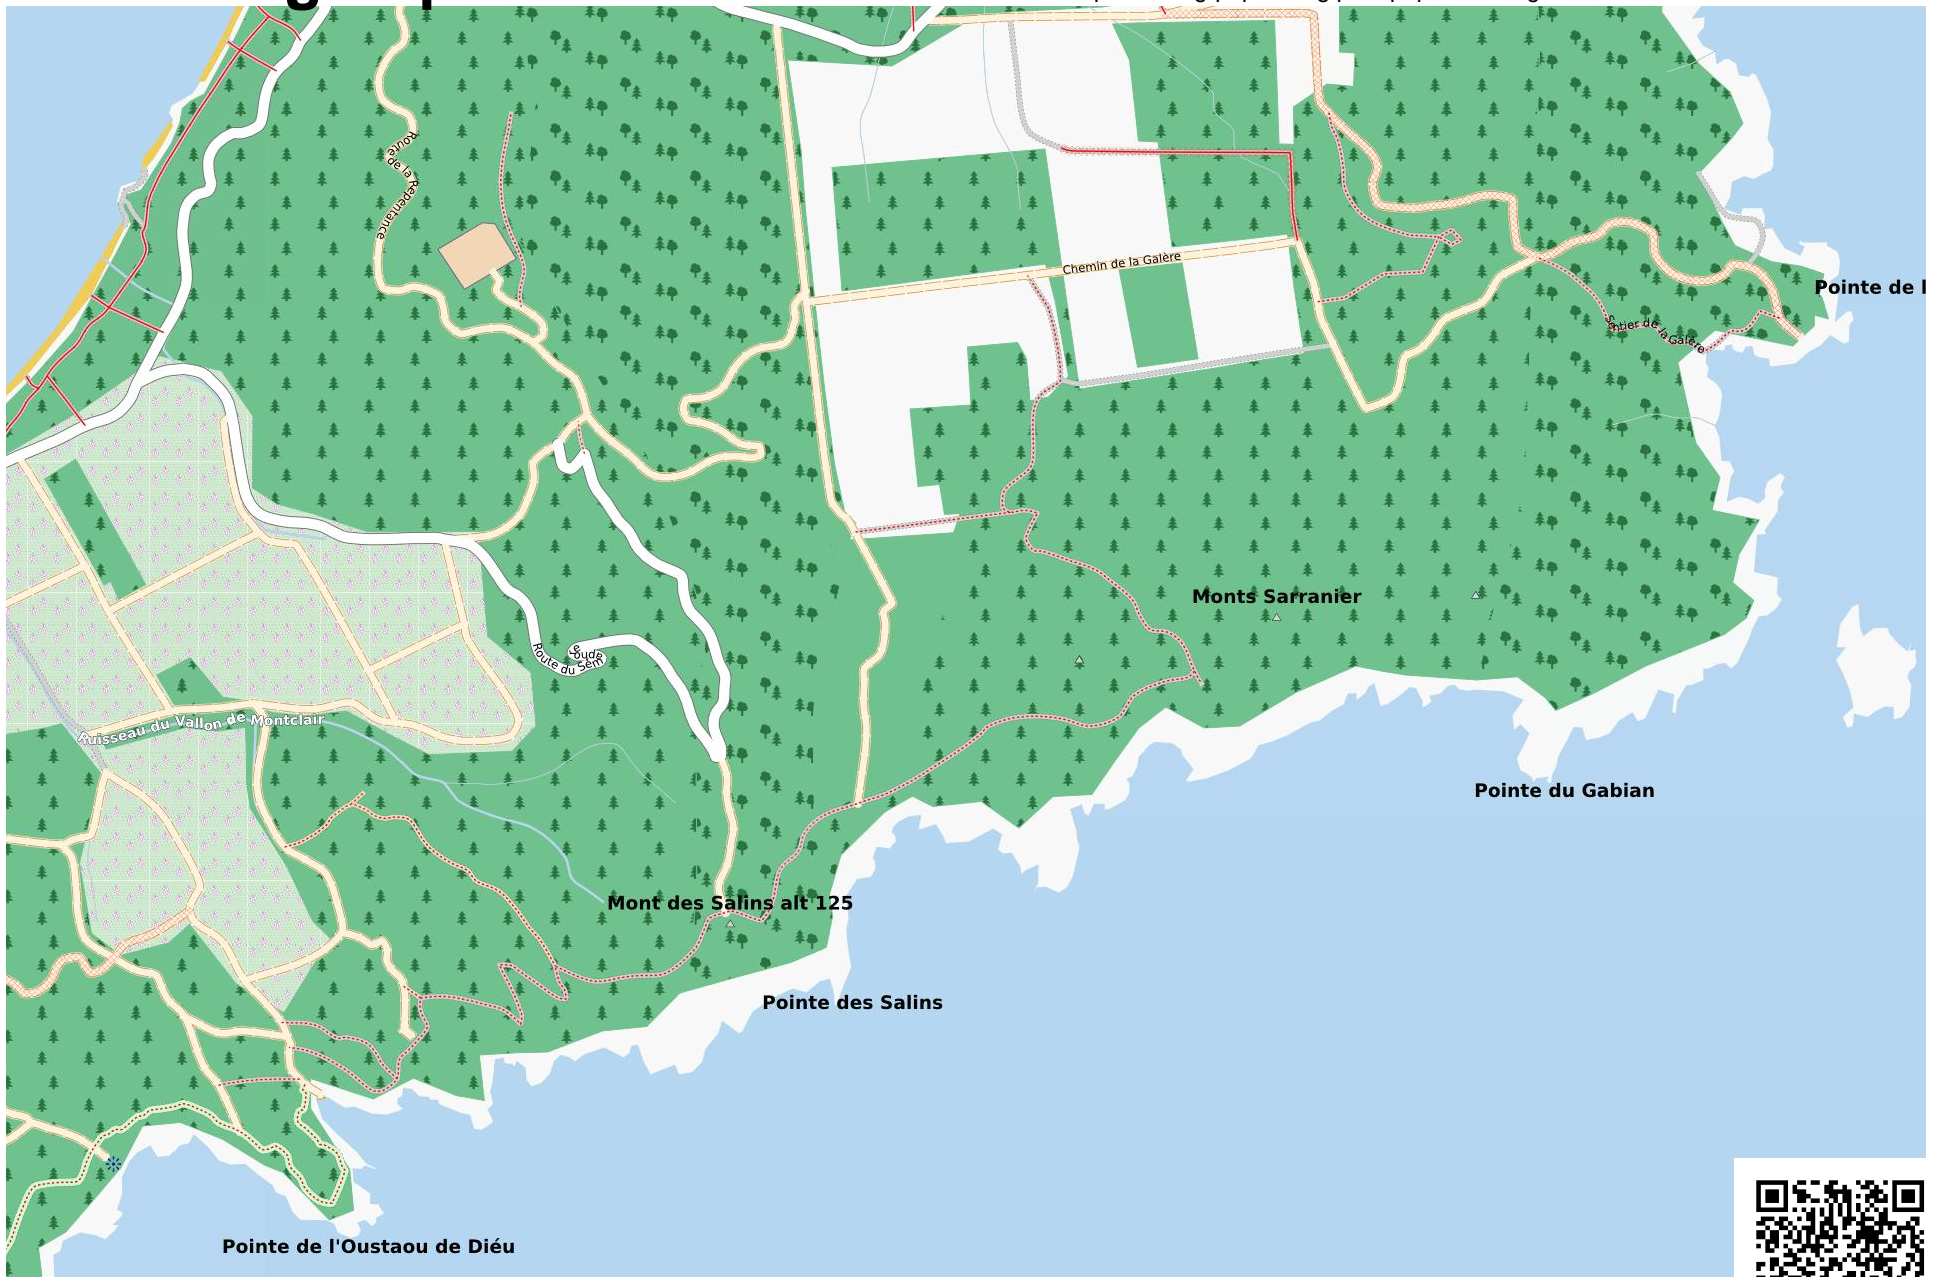 Route
de la Repentance
Chemin de la Galère
Pointe de l
Sentier de la Galère
Monts Sarranier
Route du Sémaphore
Ruisseau du Vallon de Montclair
Pointe du Gabian
Mont des Salins alt 125
Pointe des Salins
Pointe de l'Oustaou de Diéu